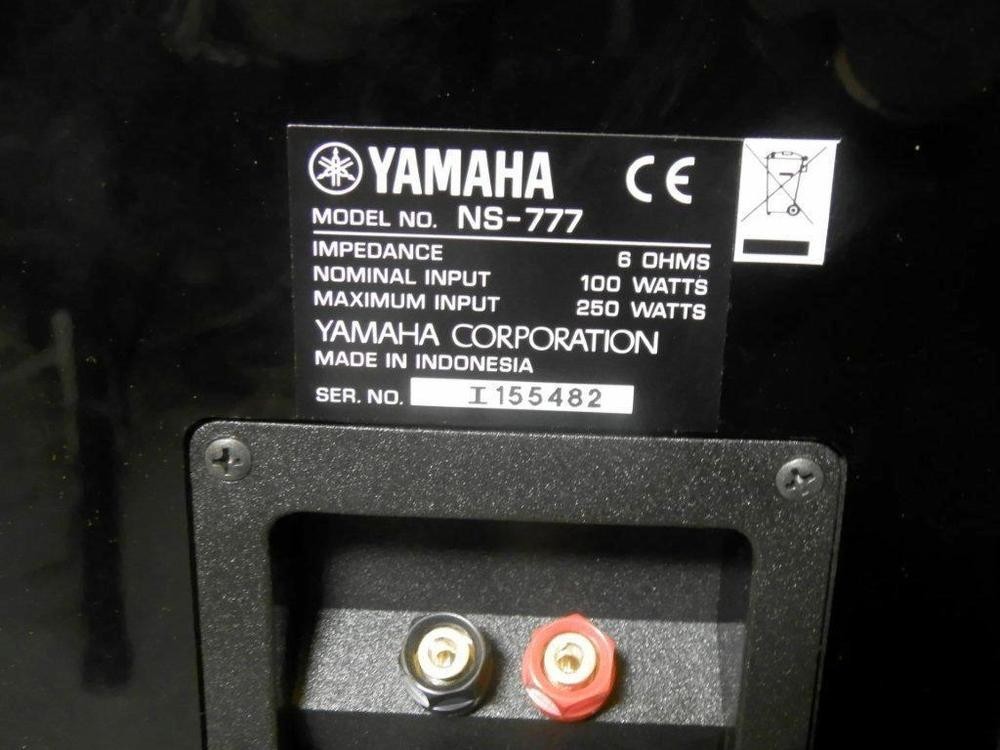 YAMAHA CE
MODEL NO. NS-777
IMPEDANCE 6 OHMS
NOMINAL INPUT 100 WATTS
MAXIMUM INPUT 250 WATTS
YAMAHA CORPORATION
MADE IN INDONESIA
SER. NO. I155482